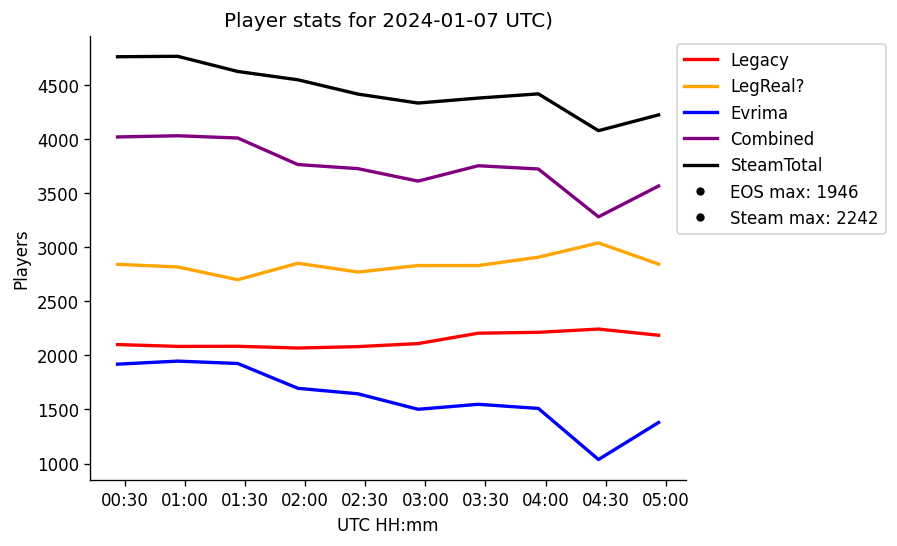 Player stats for 2024-01-07 UTC)
Players
4500
4000
3500
3000
2500
2000
1500
1000
00:30 01:00 01:30 02:00 02:30 03:00 03:30 04:00 04:30 05:00
UTC HH:mm
Legacy
LegReal?
Evrima
Combined
SteamTotal
EOS max: 1946
Steam max: 2242